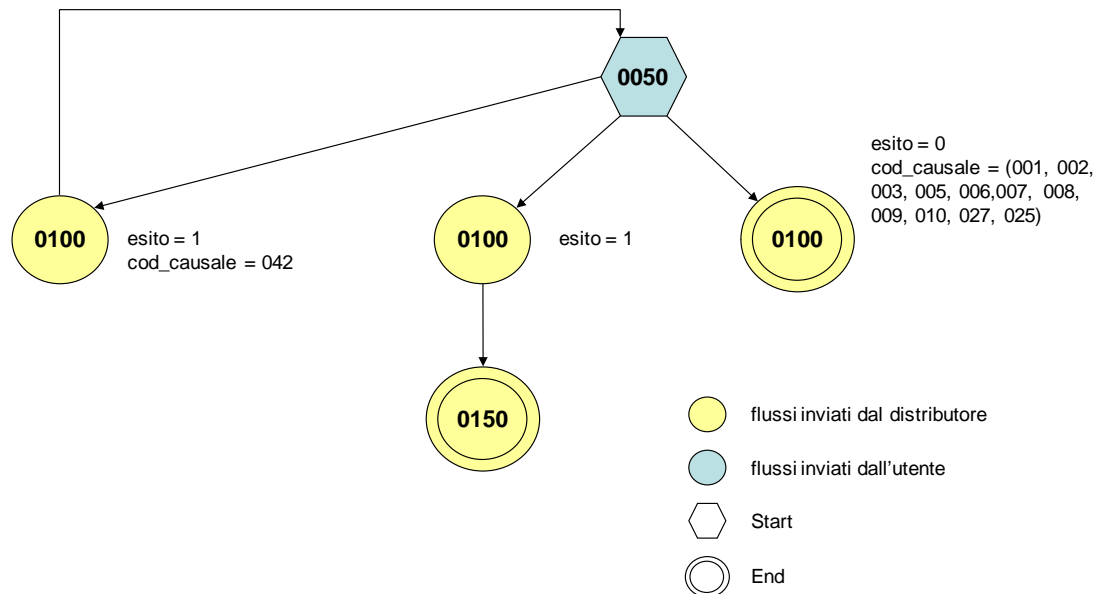 0050
esito = 0
cod_causale = (001, 002,
003, 005, 006,007, 008,
009, 010, 027, 025)
0100
esito = 1
cod_causale = 042
0100
esito = 1
0100
0150
flussi inviati dal distributore
flussi inviati dall'utente
Start
End